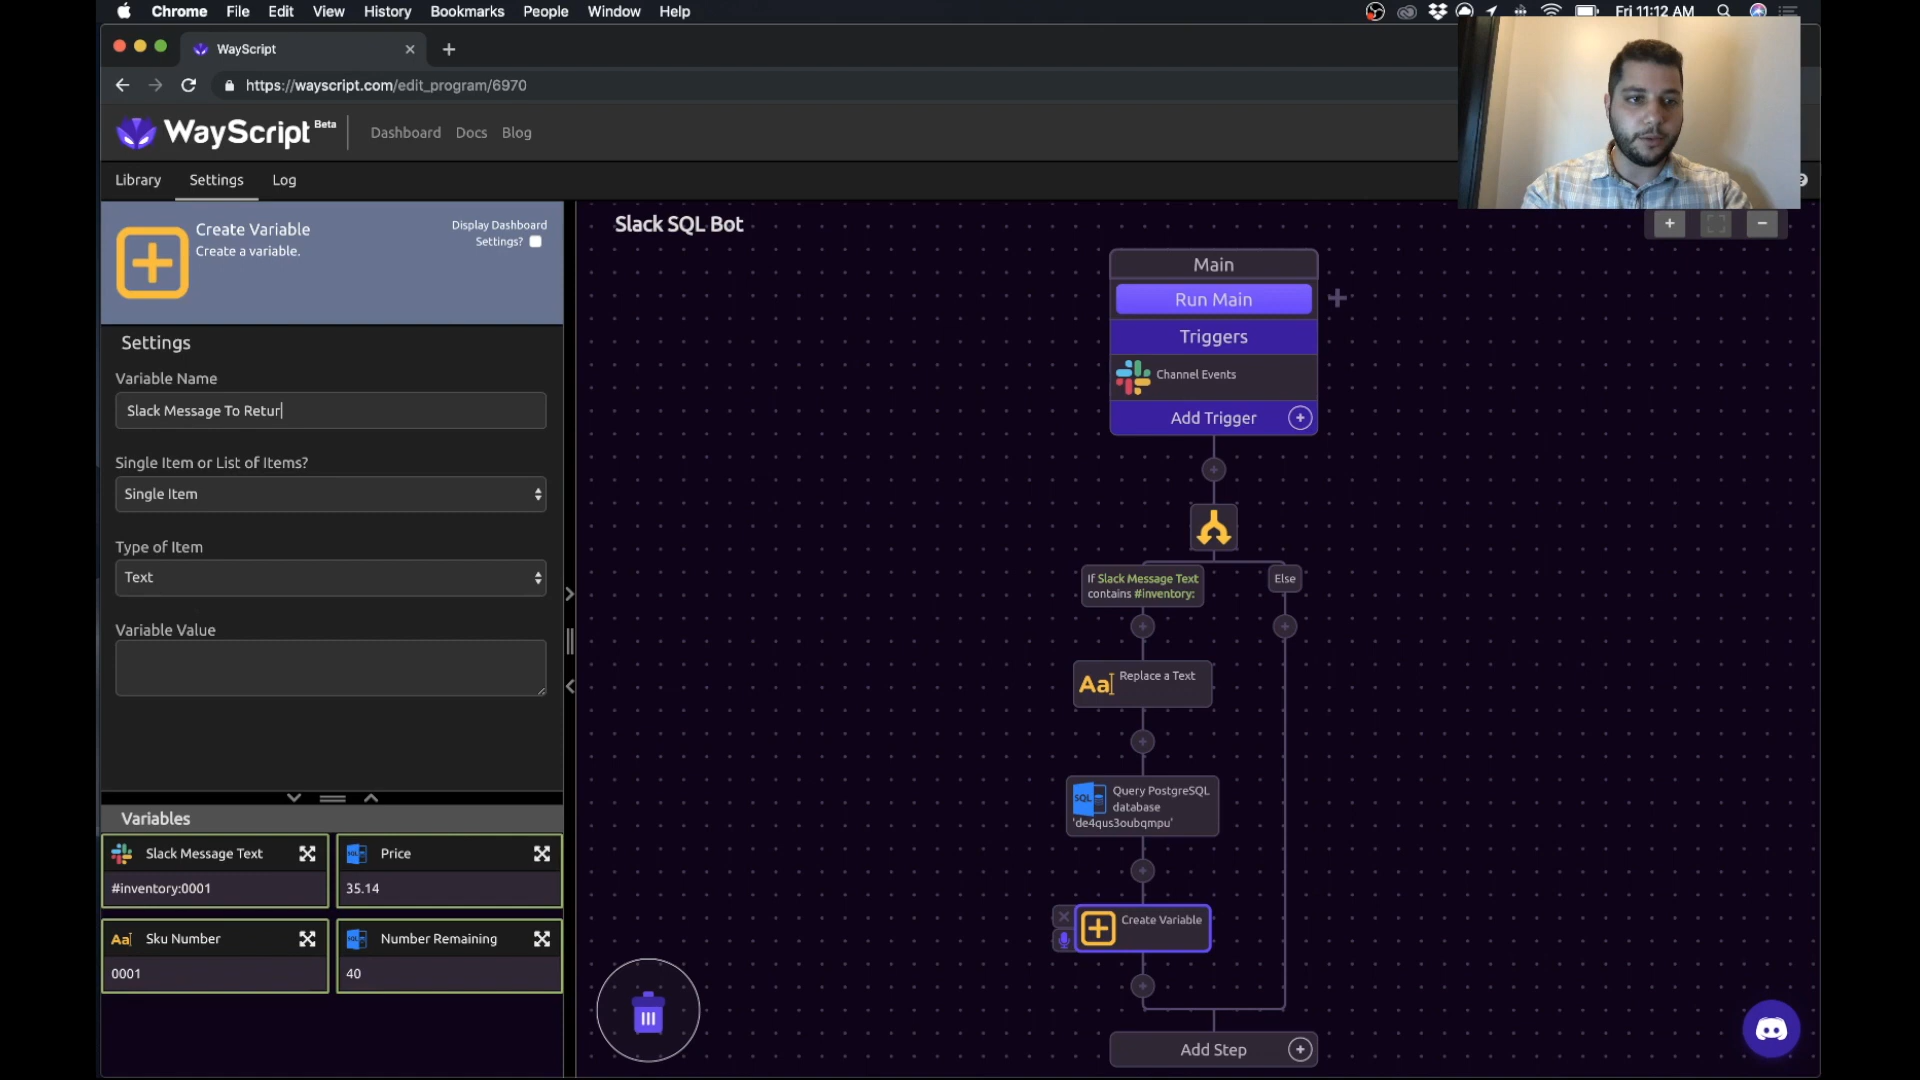 Chrome File Edit View History Bookmarks People Window Help
Fri 11:12 AM
WayScript
https://wayscript.com/edit_program/6970
WayScript Beta
Dashboard Docs Blog
Library Settings Log
?
Create Variable
Create a variable.
Display Dashboard
Settings?
Settings
Variable Name
Slack Message To Retur
Single Item or List of Items?
Single Item
Type of Item
Text
Variable Value
Variables
Slack Message Text
#inventory:0001
SQL Price
35.14
Aa Sku Number
0001
SQL Number Remaining
40
Slack SQL Bot
Main
Run Main
Triggers
Channel Events
Add Trigger
If Slack Message Text
contains #inventory:
Else
Aa Replace a Text
SQL Query PostgreSQL
database
'de4qus3oubqmpu'
Create Variable
Add Step